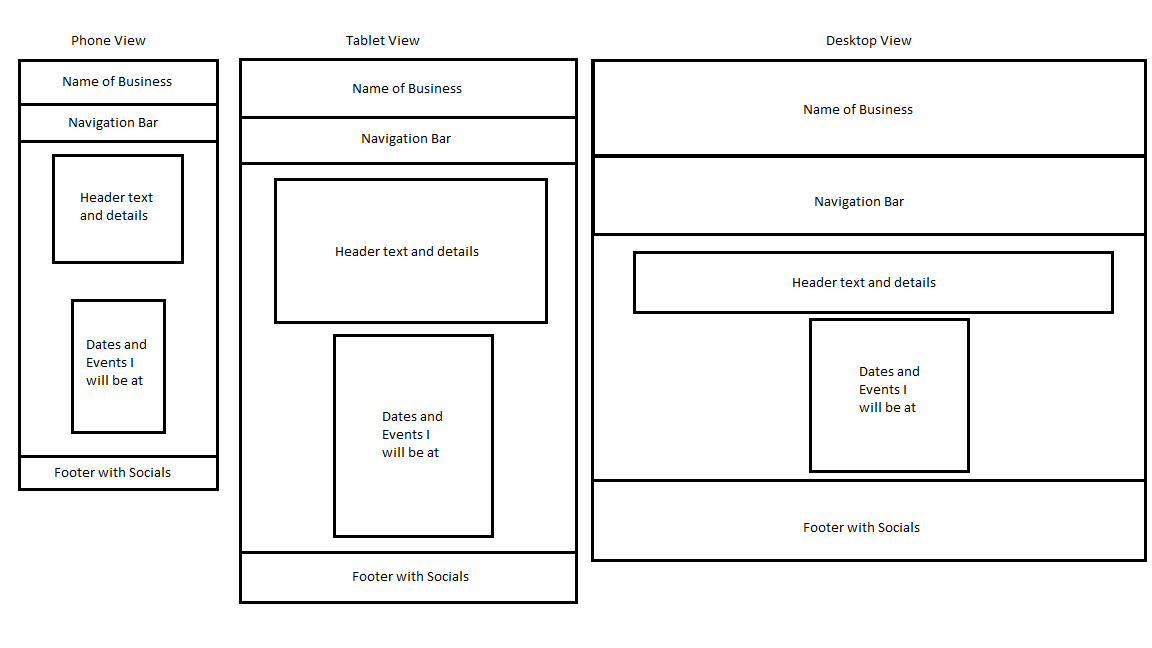 Phone View
Name of Business
Navigation Bar
Header text
and details
Dates and
Events I
will be at
Footer with Socials
Tablet View
Name of Business
Navigation Bar
Header text and details
Dates and
Events I
will be at
Footer with Socials
Desktop View
Name of Business
Navigation Bar
Header text and details
Dates and
Events I
will be at
Footer with Socials